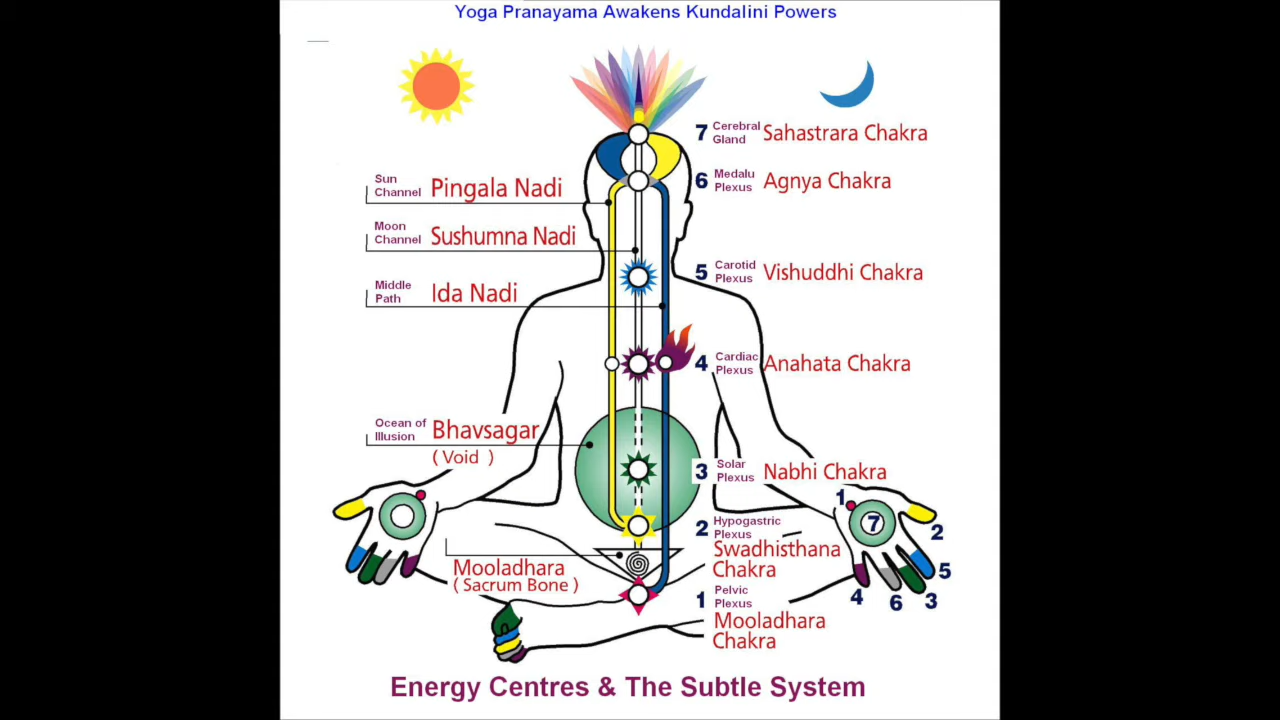 Yoga Pranayama Awakens Kundalini Powers
7 Cerebral Gland Sahastrara Chakra
Sun Channel Pingala Nadi
6 Medalu Plexus Agnya Chakra
Moon Channel Sushumna Nadi
5 Carotid Plexus Vishuddhi Chakra
Middle Path Ida Nadi
4 Cardiac Plexus Anahata Chakra
Ocean of Illusion Bhavsagar
( Void )
3 Solar Plexus Nabhi Chakra
1
7
2
5
3
6
4
2 Hypogastric Plexus
Swadhisthana
Chakra
Mooladhara
( Sacrum Bone )
1 Pelvic Plexus
Mooladhara
Chakra
Energy Centres & The Subtle System